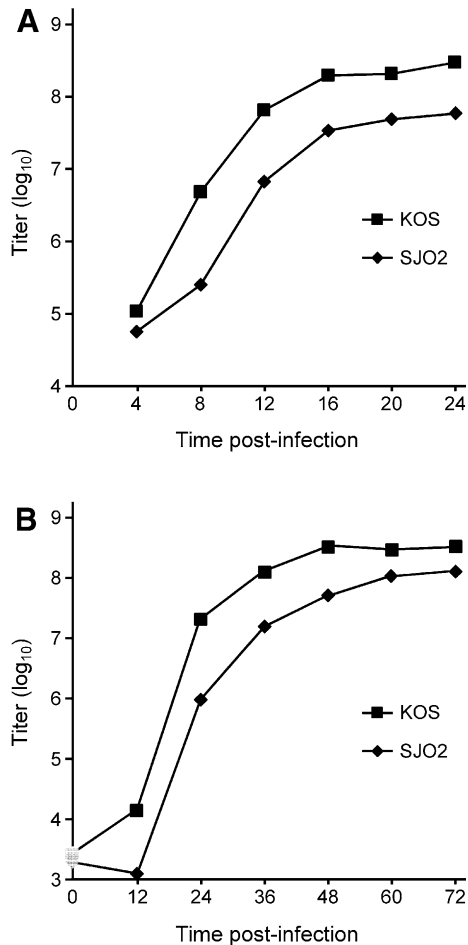 A
9
8
7
6
5
4
Titer (log10)
KOS
SJO2
0 4 8 12 16 20 24
Time post-infection
B
9
8
7
6
5
4
3
Titer (log10)
KOS
SJO2
0 12 24 36 48 60 72
Time post-infection